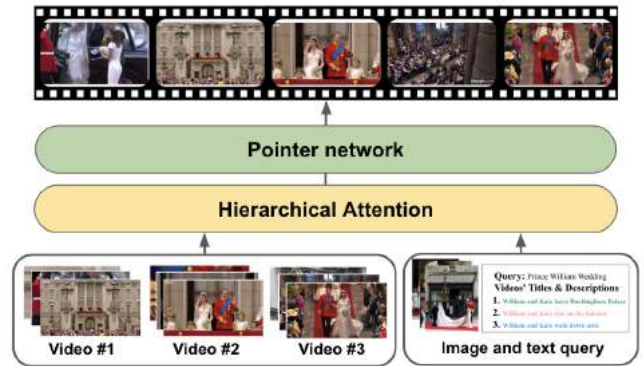 Pointer network
Hierarchical Attention
Video #1
Video #2
Video #3
Query: Prince William Wedding
Videos' Titles & Descriptions
1. William and Kate leave Buckingham Palace
2. William and Kate kiss on the balcony
3. William and Kate walk down aisle
Image and text query